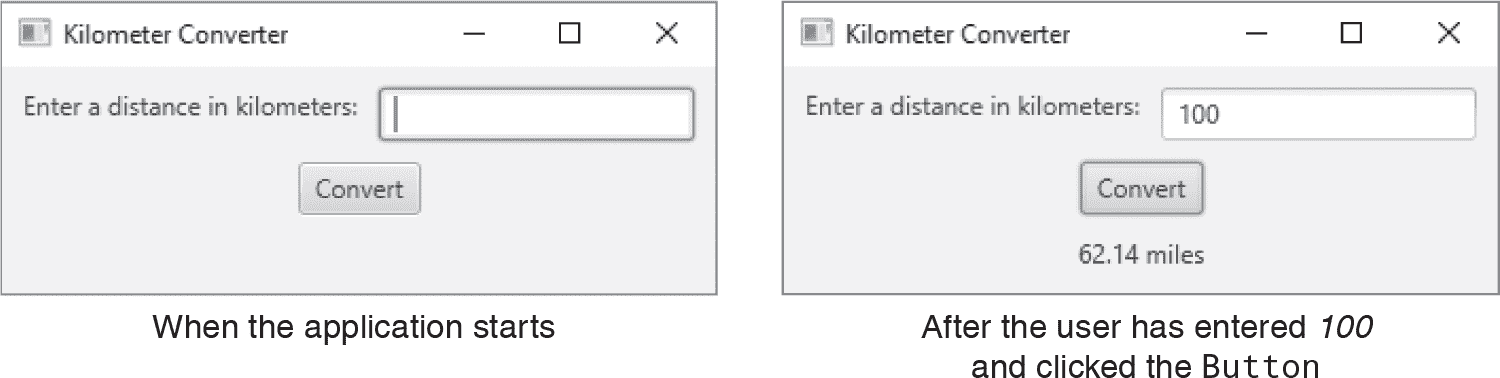 Kilometer Converter
Enter a distance in kilometers:
Convert
When the application starts
Kilometer Converter
Enter a distance in kilometers: 100
Convert
62.14 miles
After the user has entered 100
and clicked the Button